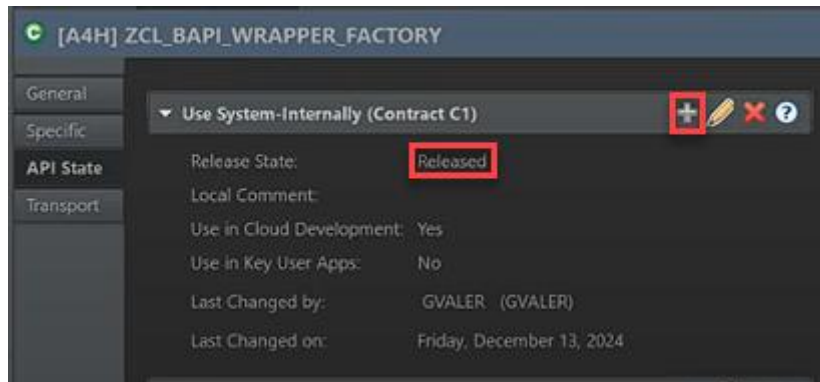 [A4H] ZCL_BAPI_WRAPPER_FACTORY
General
Specific
API State
Transport
Use System-Internally (Contract C1)
Release State: Released
Local Comment:
Use in Cloud Development: Yes
Use in Key User Apps: No
Last Changed by: GVALER (GVALER)
Last Changed on: Friday, December 13, 2024